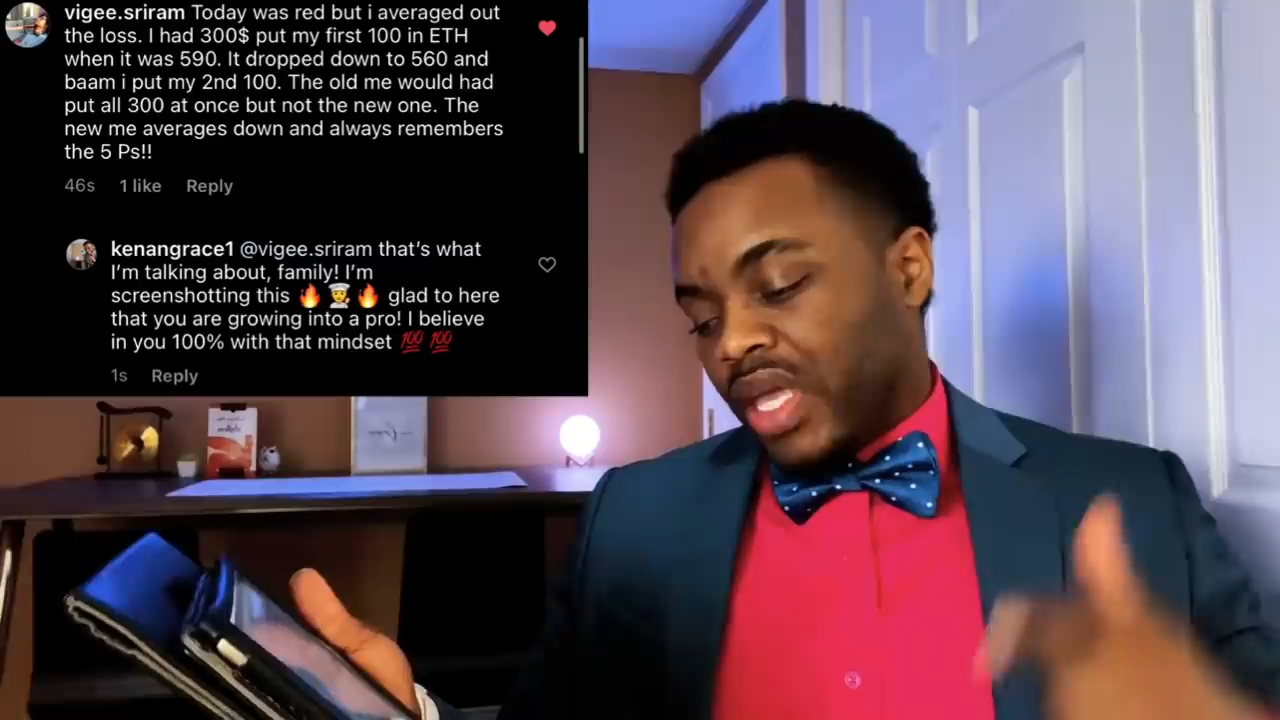 vigee.sriram Today was red but i averaged out
the loss. I had 300$ put my first 100 in ETH
when it was 590. It dropped down to 560 and
baam i put my 2nd 100. The old me would had
put all 300 at once but not the new one. The
new me averages down and always remembers
the 5 Ps!!
46s 1 like Reply
kenangrace1 @vigee.sriram that's what
I'm talking about, family! I'm
screenshotting this 🔥👨‍🍳🔥 glad to here
that you are growing into a pro! I believe
in you 100% with that mindset 💯 💯
1s Reply